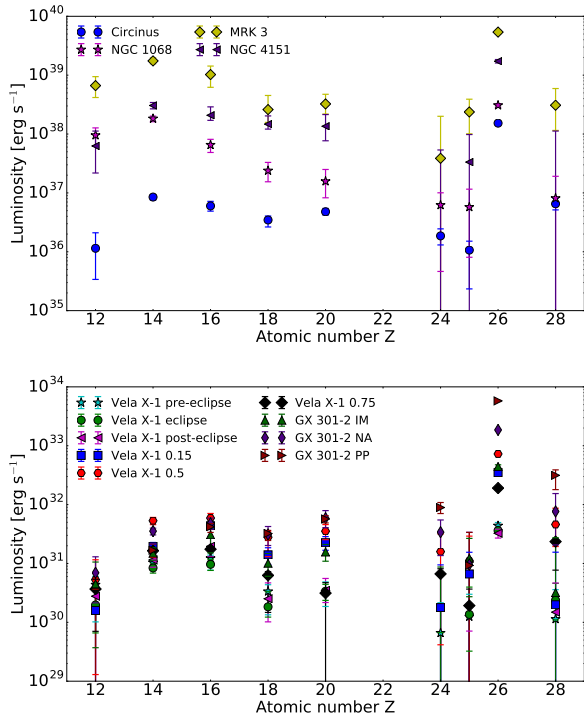 10^40
Circinus MRK 3
NGC 1068 NGC 4151
10^39
10^38
10^37
10^36
10^35
Luminosity [erg s^−1]
12 14 16 18 20 22 24 26 28
Atomic number Z
10^34
Vela X-1 pre-eclipse Vela X-1 0.75
Vela X-1 eclipse GX 301-2 IM
Vela X-1 post-eclipse GX 301-2 NA
Vela X-1 0.15 GX 301-2 PP
Vela X-1 0.5
10^33
10^32
10^31
10^30
10^29
Luminosity [erg s^−1]
12 14 16 18 20 22 24 26 28
Atomic number Z